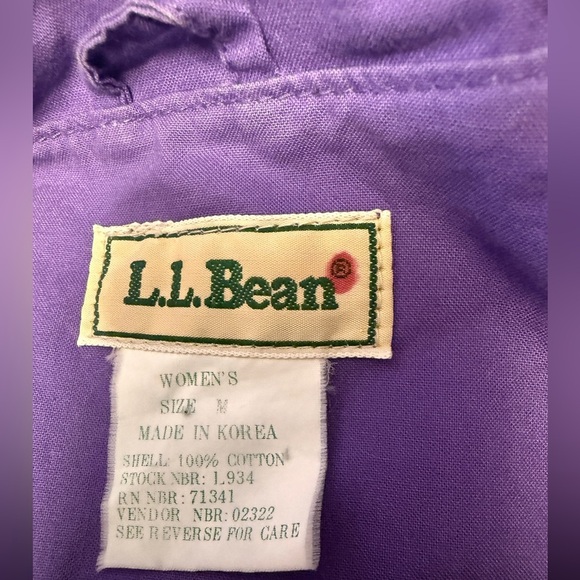 L.L.Bean®
WOMEN'S
SIZE M
MADE IN KOREA
SHELL: 100% COTTON
STOCK NBR: 1.934
RN NBR: 71341
VENDOR NBR: 02322
SEE REVERSE FOR CARE